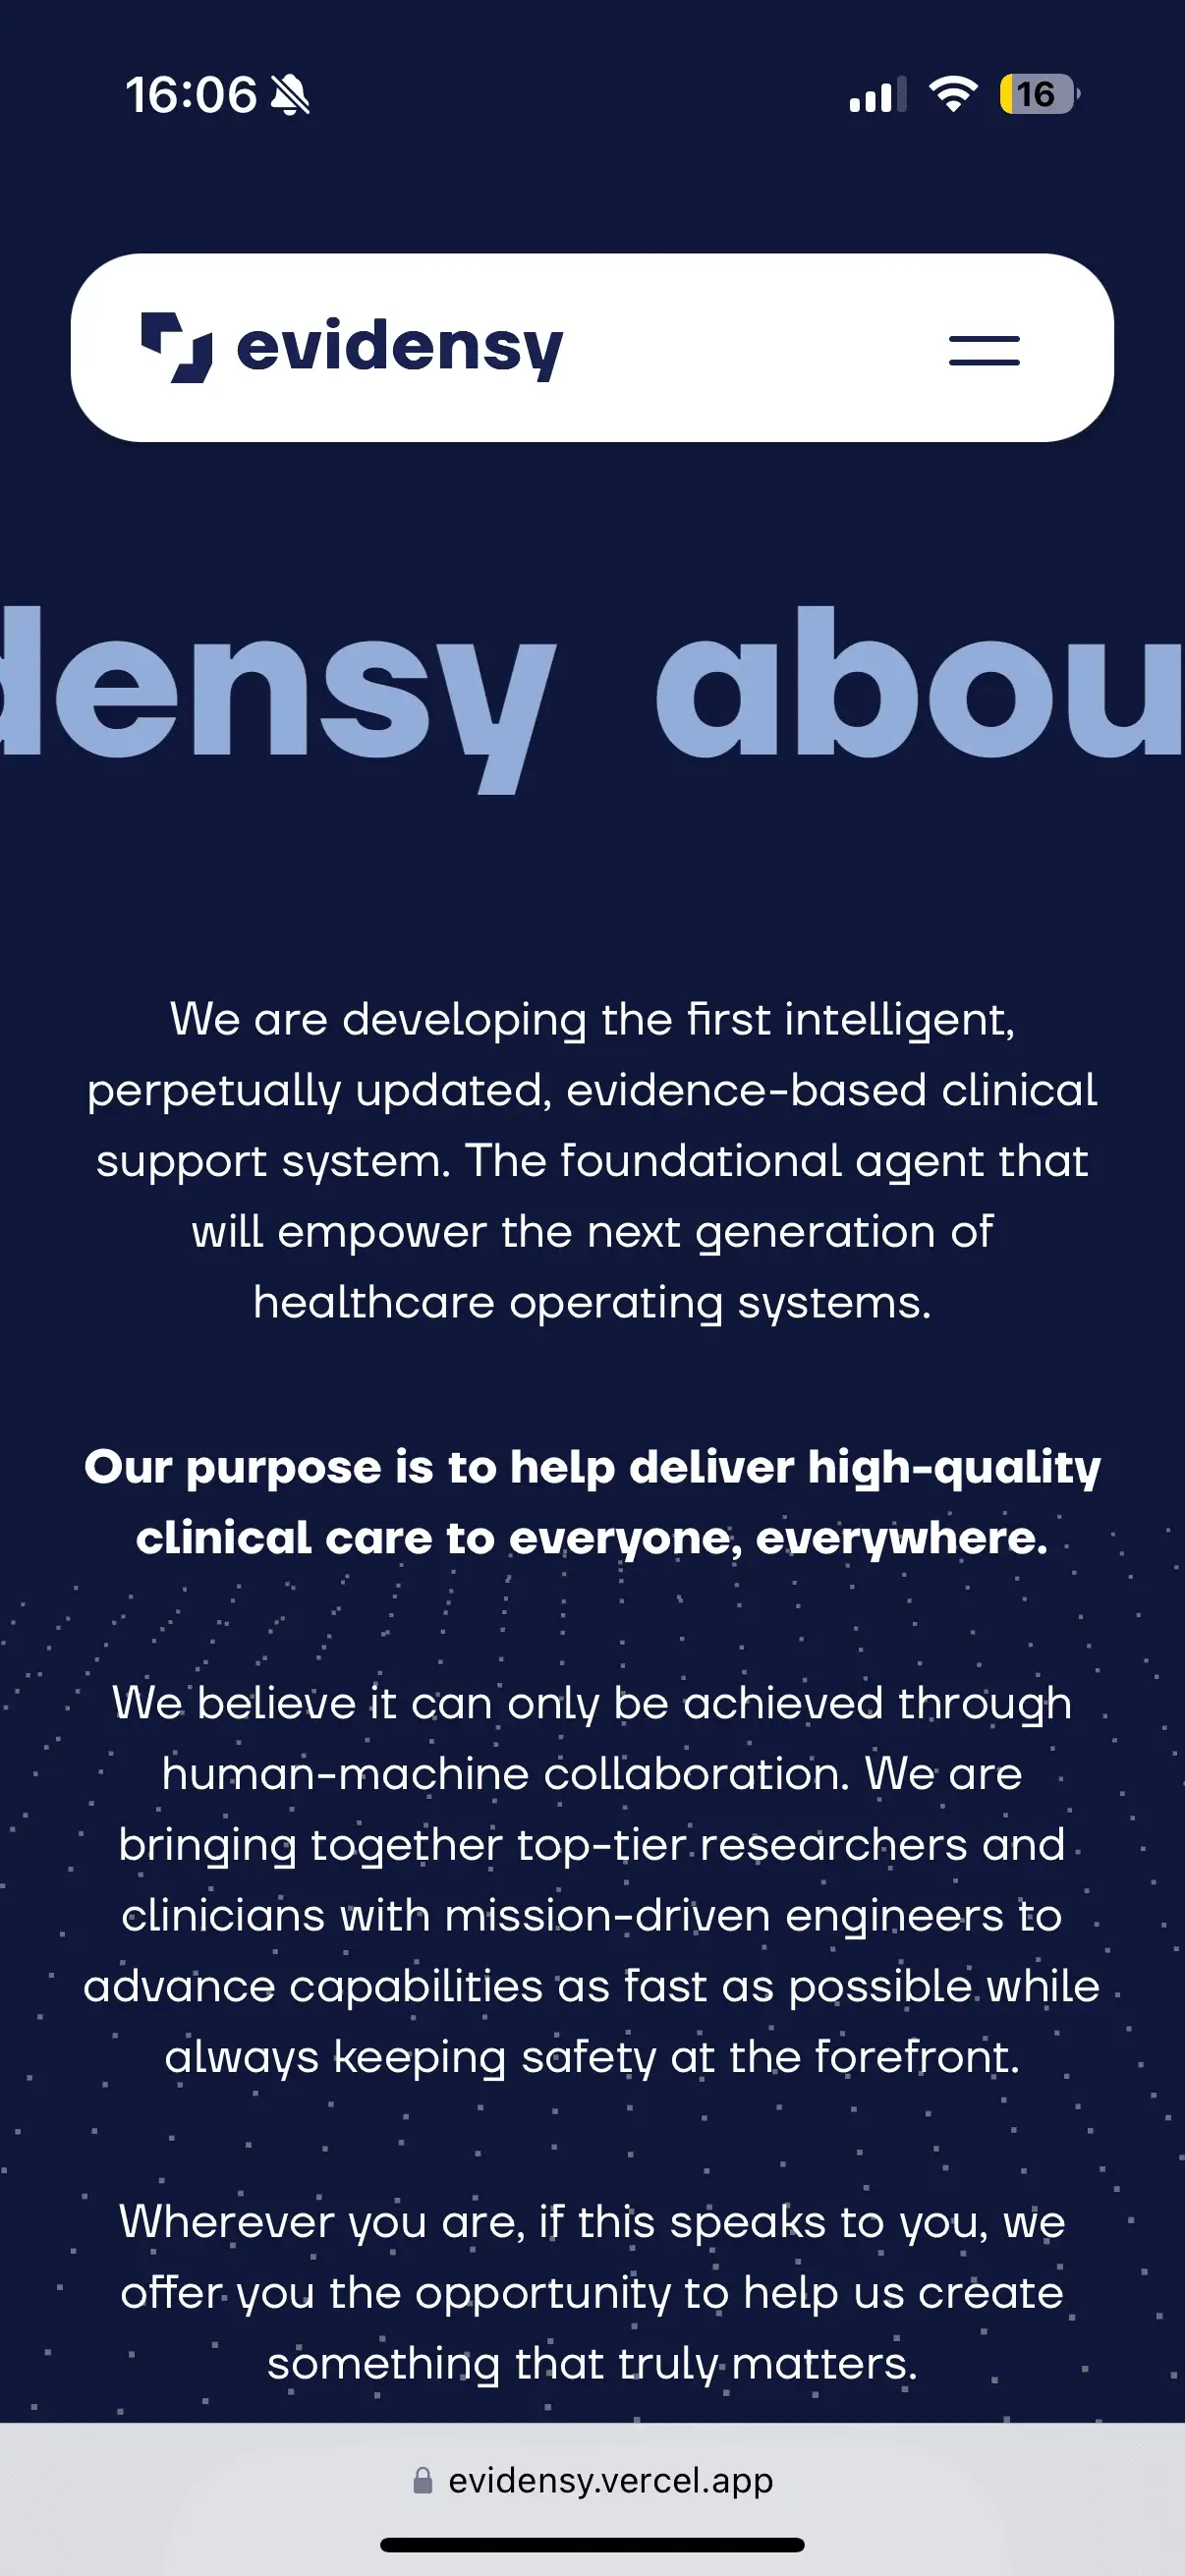 16:06
16
evidensy
densy abou
We are developing the first intelligent,
perpetually updated, evidence-based clinical
support system. The foundational agent that
will empower the next generation of
healthcare operating systems.
Our purpose is to help deliver high-quality
clinical care to everyone, everywhere.
We believe it can only be achieved through
human-machine collaboration. We are
bringing together top-tier researchers and
clinicians with mission-driven engineers to
advance capabilities as fast as possible while
always keeping safety at the forefront.
Wherever you are, if this speaks to you, we
offer you the opportunity to help us create
something that truly matters.
evidensy.vercel.app